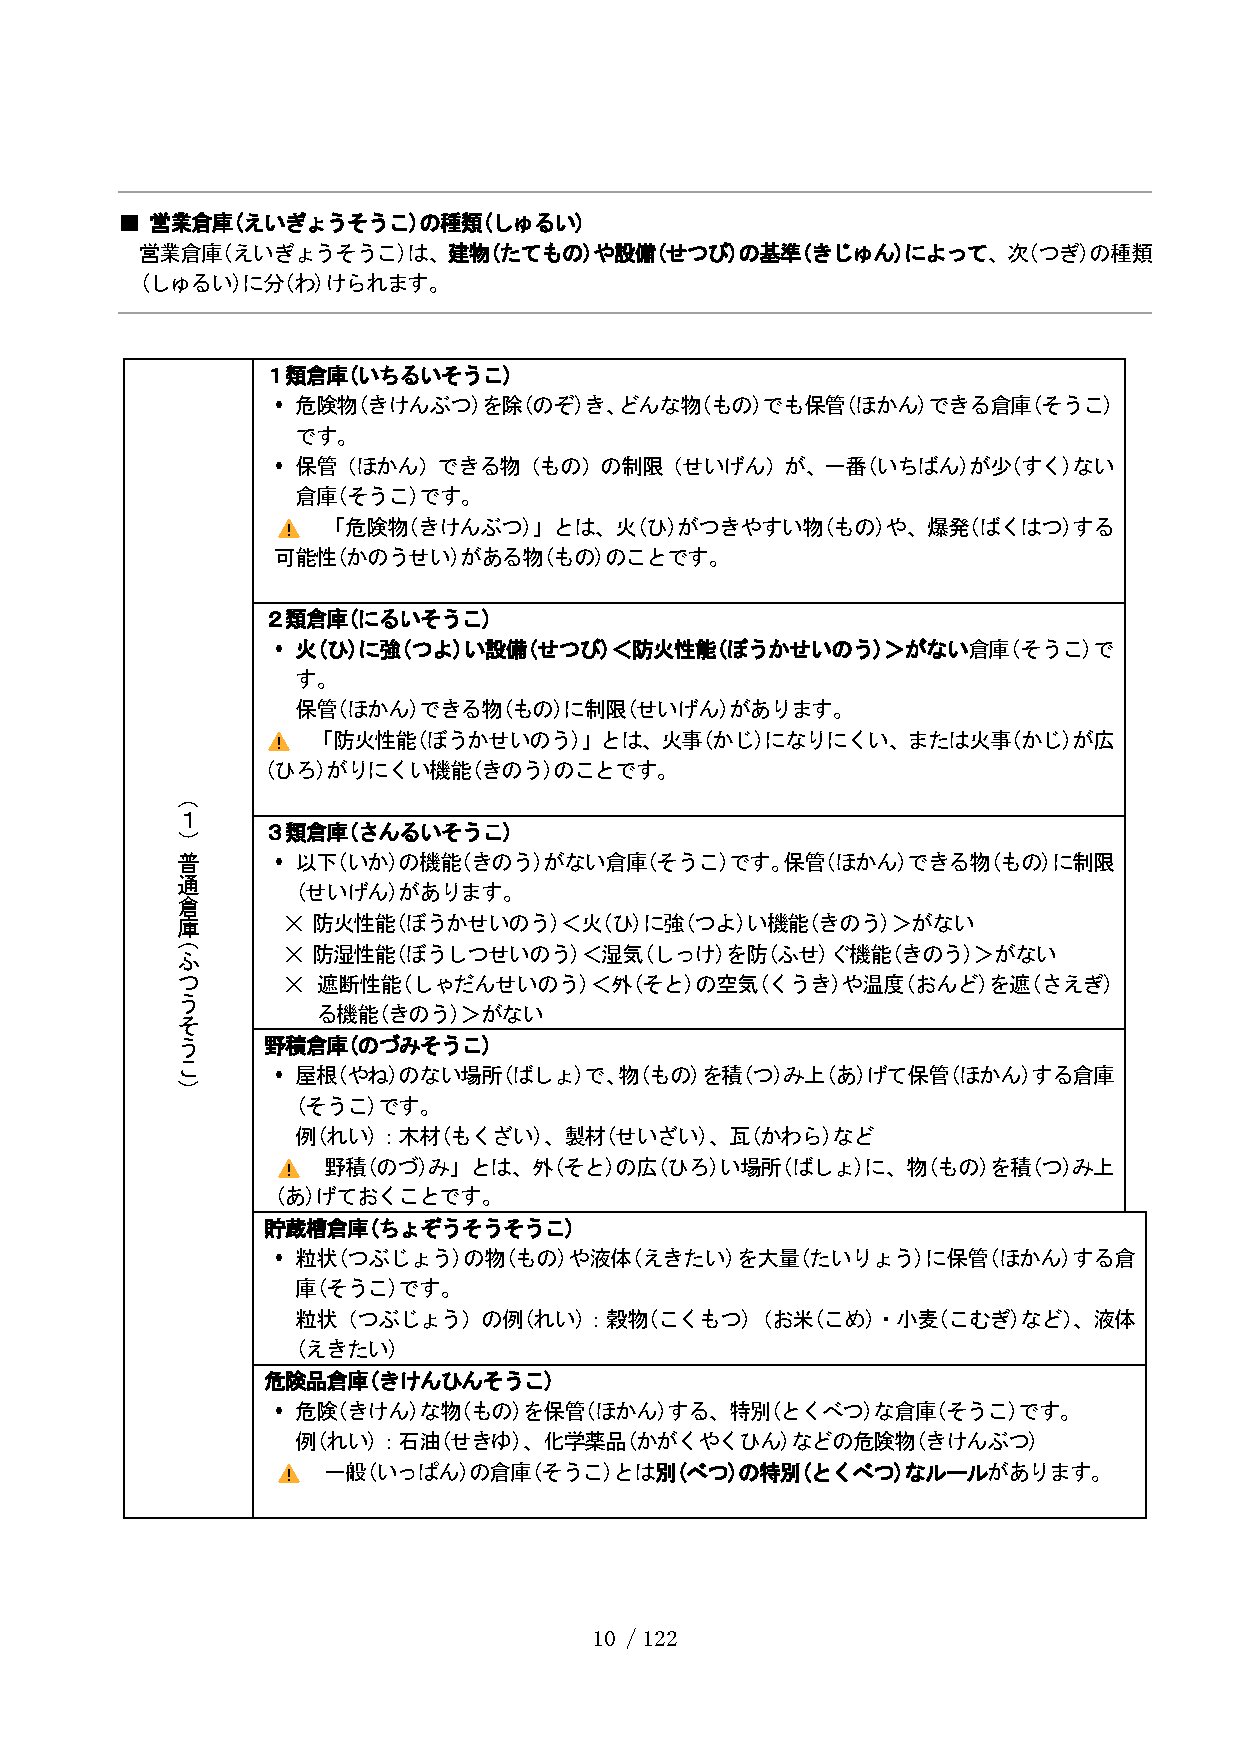 ■ 営業倉庫(えいぎょうそうこ)の種類(しゅるい)
営業倉庫(えいぎょうそうこ)は、建物(たてもの)や設備(せつび)の基準(きじゅん)によって、次(つぎ)の種類
(しゅるい)に分(わ)けられます。
(1)普通倉庫(ふつうそうこ)
1類倉庫(いちるいそうこ)
• 危険物(きけんぶつ)を除(のぞ)き、どんな物(もの)でも保管(ほかん)できる倉庫(そうこ)
です。
• 保管（ほかん）できる物（もの）の制限（せいげん）が、一番(いちばん)が少(すく)ない
倉庫(そうこ)です。
⚠ 「危険物(きけんぶつ)」とは、火(ひ)がつきやすい物(もの)や、爆発(ばくはつ)する
可能性(かのうせい)がある物(もの)のことです。
2類倉庫(にるいそうこ)
• 火(ひ)に強(つよ)い設備(せつび)＜防火性能(ぼうかせいのう)＞がない倉庫(そうこ)で
す。
保管(ほかん)できる物(もの)に制限(せいげん)があります。
⚠ 「防火性能(ぼうかせいのう)」とは、火事(かじ)になりにくい、または火事(かじ)が広
(ひろ)がりにくい機能(きのう)のことです。
3類倉庫(さんるいそうこ)
• 以下(いか)の機能(きのう)がない倉庫(そうこ)です。保管(ほかん)できる物(もの)に制限
(せいげん)があります。
× 防火性能(ぼうかせいのう)＜火(ひ)に強(つよ)い機能(きのう)＞がない
× 防湿性能(ぼうしつせいのう)＜湿気(しっけ)を防(ふせ)ぐ機能(きのう)＞がない
× 遮断性能(しゃだんせいのう)＜外(そと)の空気(くうき)や温度(おんど)を遮(さえぎ)
る機能(きのう)＞がない
野積倉庫(のづみそうこ)
• 屋根(やね)のない場所(ばしょ)で、物(もの)を積(つ)み上(あ)げて保管(ほかん)する倉庫
(そうこ)です。
例(れい)：木材(もくざい)、製材(せいざい)、瓦(かわら)など
⚠ 野積(のづ)み」とは、外(そと)の広(ひろ)い場所(ばしょ)に、物(もの)を積(つ)み上
(あ)げておくことです。
貯蔵槽倉庫(ちょぞうそうそうこ)
• 粒状(つぶじょう)の物(もの)や液体(えきたい)を大量(たいりょう)に保管(ほかん)する倉
庫(そうこ)です。
粒状（つぶじょう）の例(れい)：穀物(こくもつ)（お米(こめ)・小麦(こむぎ)など)、液体
(えきたい)
危険品倉庫(きけんひんそうこ)
• 危険(きけん)な物(もの)を保管(ほかん)する、特別(とくべつ)な倉庫(そうこ)です。
例(れい)：石油(せきゆ)、化学薬品(かがくやくひん)などの危険物(きけんぶつ)
⚠ 一般(いっぱん)の倉庫(そうこ)とは別(べつ)の特別(とくべつ)なルールがあります。
10 / 122